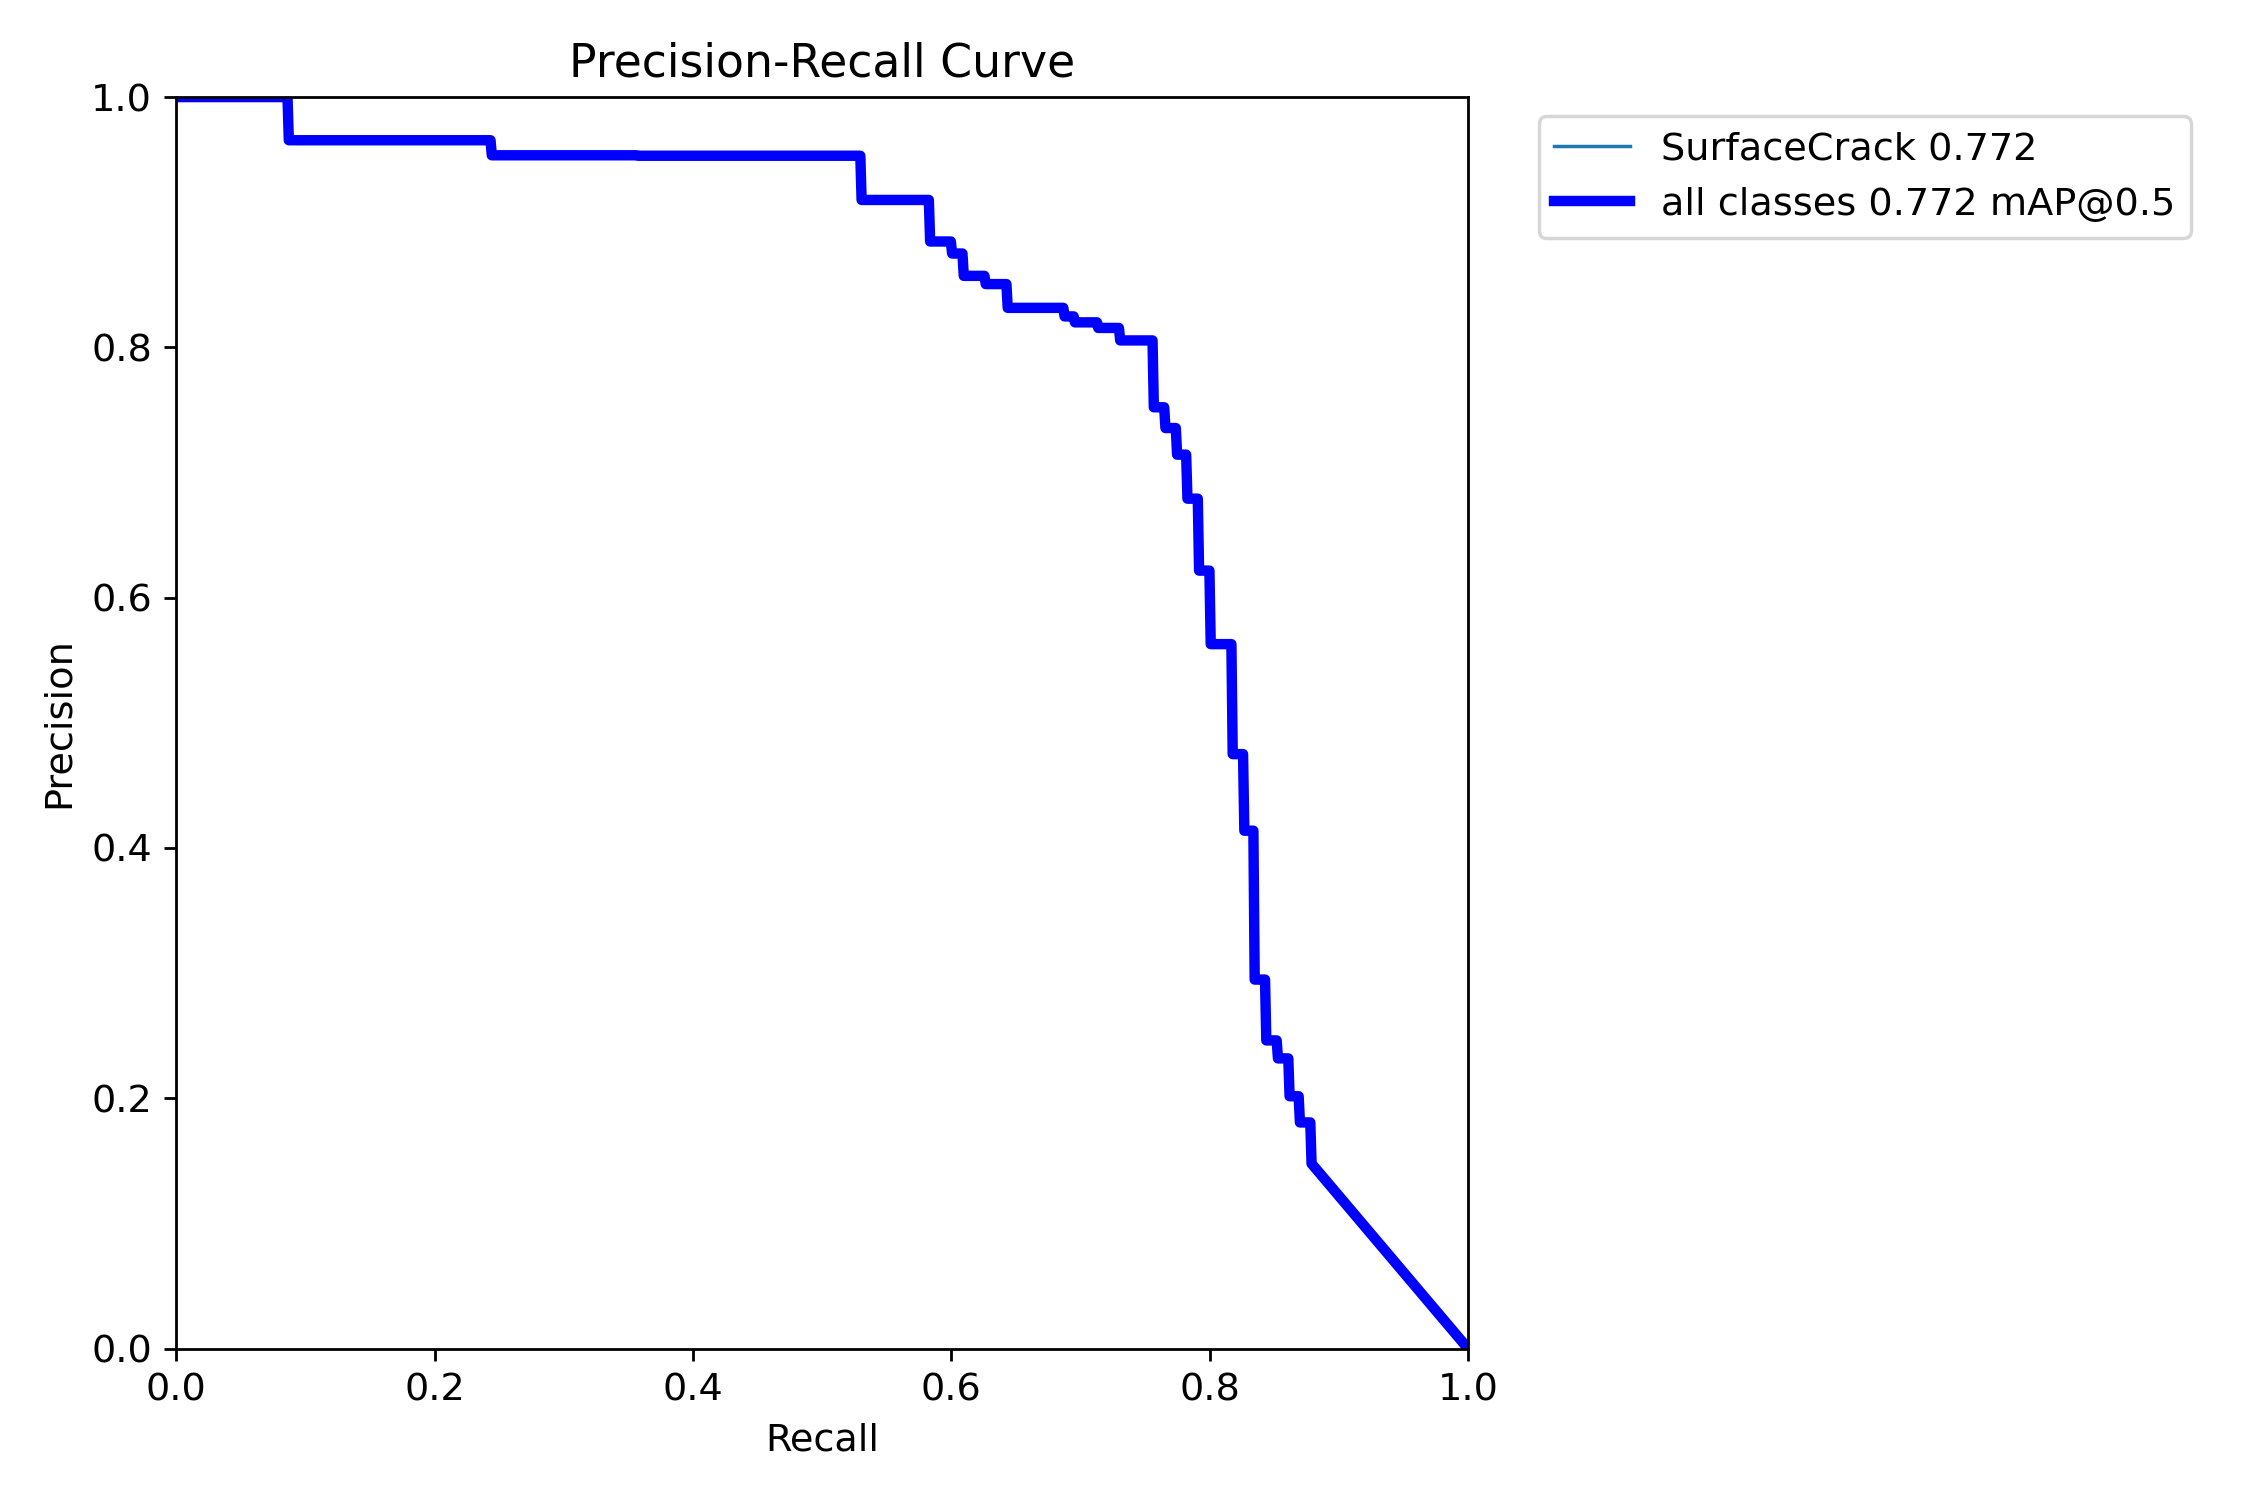 Precision-Recall Curve
1.0
0.8
0.6
0.4
0.2
0.0
Precision
0.0 0.2 0.4 0.6 0.8 1.0
Recall
SurfaceCrack 0.772
all classes 0.772 mAP@0.5